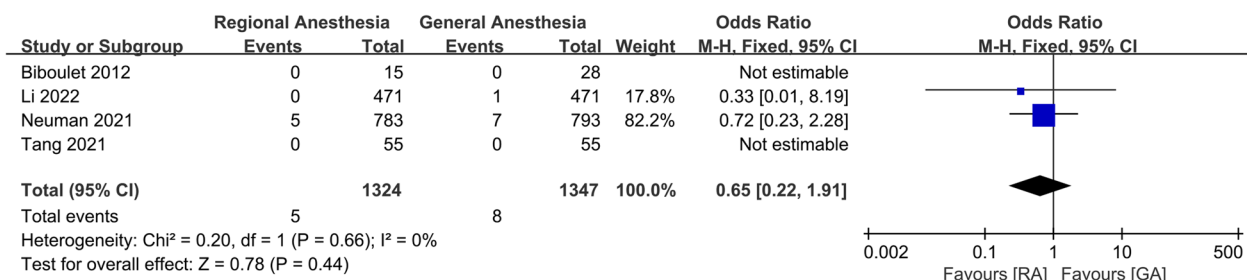 Regional Anesthesia General Anesthesia Odds Ratio Odds Ratio
Study or Subgroup Events Total Events Total Weight M-H, Fixed, 95% CI M-H, Fixed, 95% CI
Biboulet 2012 0 15 0 28 Not estimable
Li 2022 0 471 1 471 17.8% 0.33 [0.01, 8.19]
Neuman 2021 5 783 7 793 82.2% 0.72 [0.23, 2.28]
Tang 2021 0 55 0 55 Not estimable
Total (95% CI) 1324 1347 100.0% 0.65 [0.22, 1.91]
Total events 5 8
Heterogeneity: Chi² = 0.20, df = 1 (P = 0.66); I² = 0%
Test for overall effect: Z = 0.78 (P = 0.44)
0.002 0.1 1 10 500
Favours [RA] Favours [GA]